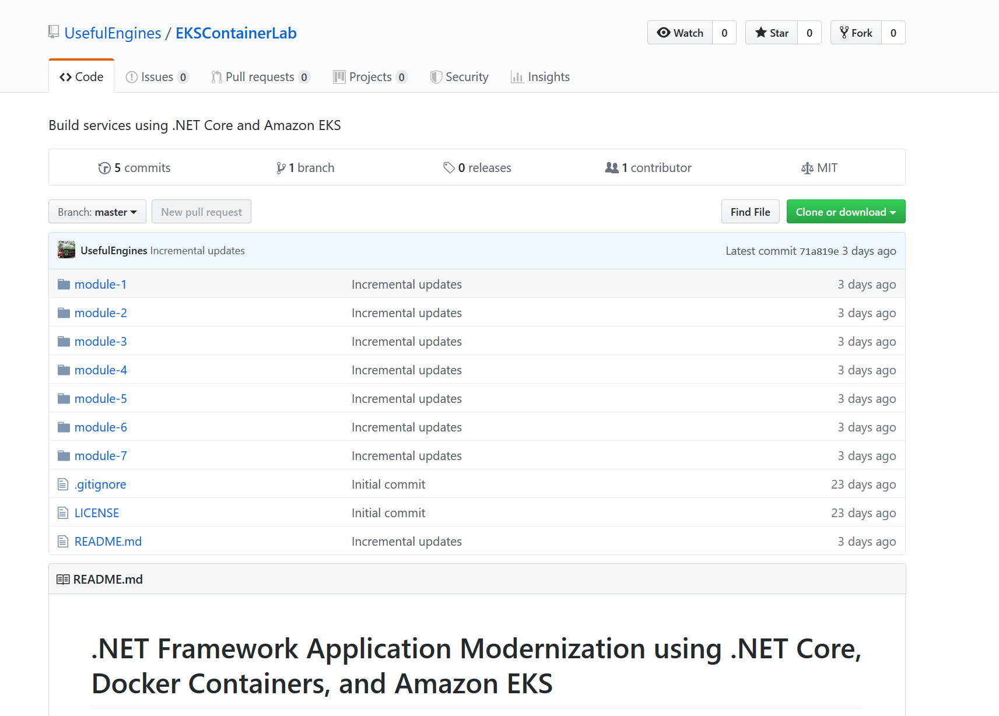 UsefulEngines / EKSContainerLab
Watch 0 Star 0 Fork 0
Code Issues 0 Pull requests 0 Projects 0 Security Insights
Build services using .NET Core and Amazon EKS
5 commits 1 branch 0 releases 1 contributor MIT
Branch: master New pull request Find File Clone or download
UsefulEngines Incremental updates Latest commit 71a819e 3 days ago
module-1 Incremental updates 3 days ago
module-2 Incremental updates 3 days ago
module-3 Incremental updates 3 days ago
module-4 Incremental updates 3 days ago
module-5 Incremental updates 3 days ago
module-6 Incremental updates 3 days ago
module-7 Incremental updates 3 days ago
.gitignore Initial commit 23 days ago
LICENSE Initial commit 23 days ago
README.md Incremental updates 3 days ago
README.md
.NET Framework Application Modernization using .NET Core,
Docker Containers, and Amazon EKS